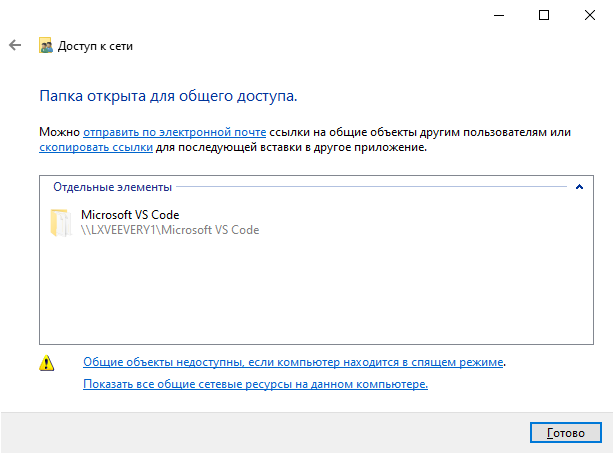 Доступ к сети
Папка открыта для общего доступа.
Можно отправить по электронной почте ссылки на общие объекты другим пользователям или
скопировать ссылки для последующей вставки в другое приложение.
Отдельные элементы
Microsoft VS Code
\\LXVEEVERY1\Microsoft VS Code
Общие объекты недоступны, если компьютер находится в спящем режиме.
Показать все общие сетевые ресурсы на данном компьютере.
Готово